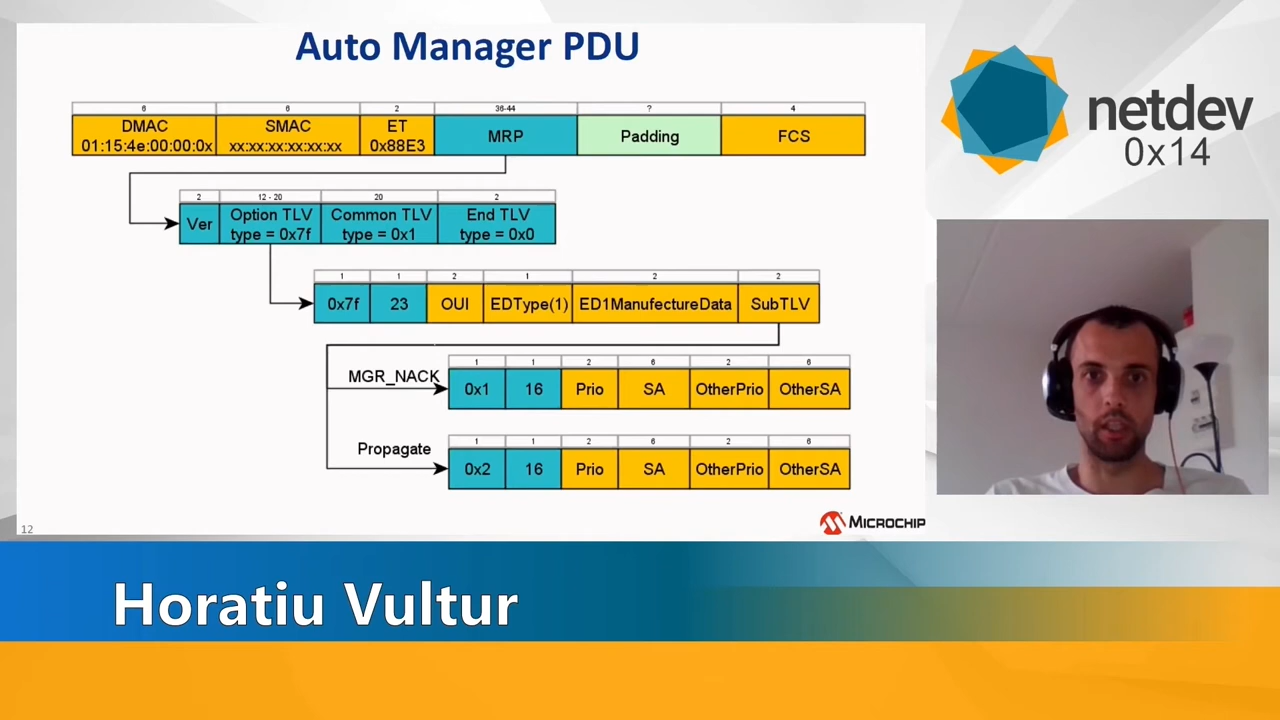 Auto Manager PDU
6 6 2 36-44 ? 4
DMAC SMAC ET MRP Padding FCS
01:15:4e:00:00:0x xx:xx:xx:xx:xx:xx 0x88E3
2 12 - 20 20 2
Ver Option TLV Common TLV End TLV
type = 0x7f type = 0x1 type = 0x0
1 1 2 1 2 2
0x7f 23 OUI EDType(1) ED1ManufectureData SubTLV
1 1 2 6 2 6
MGR_NACK 0x1 16 Prio SA OtherPrio OtherSA
1 1 2 6 2 6
Propagate 0x2 16 Prio SA OtherPrio OtherSA
12
MICROCHIP
netdev
0x14
Horatiu Vultur